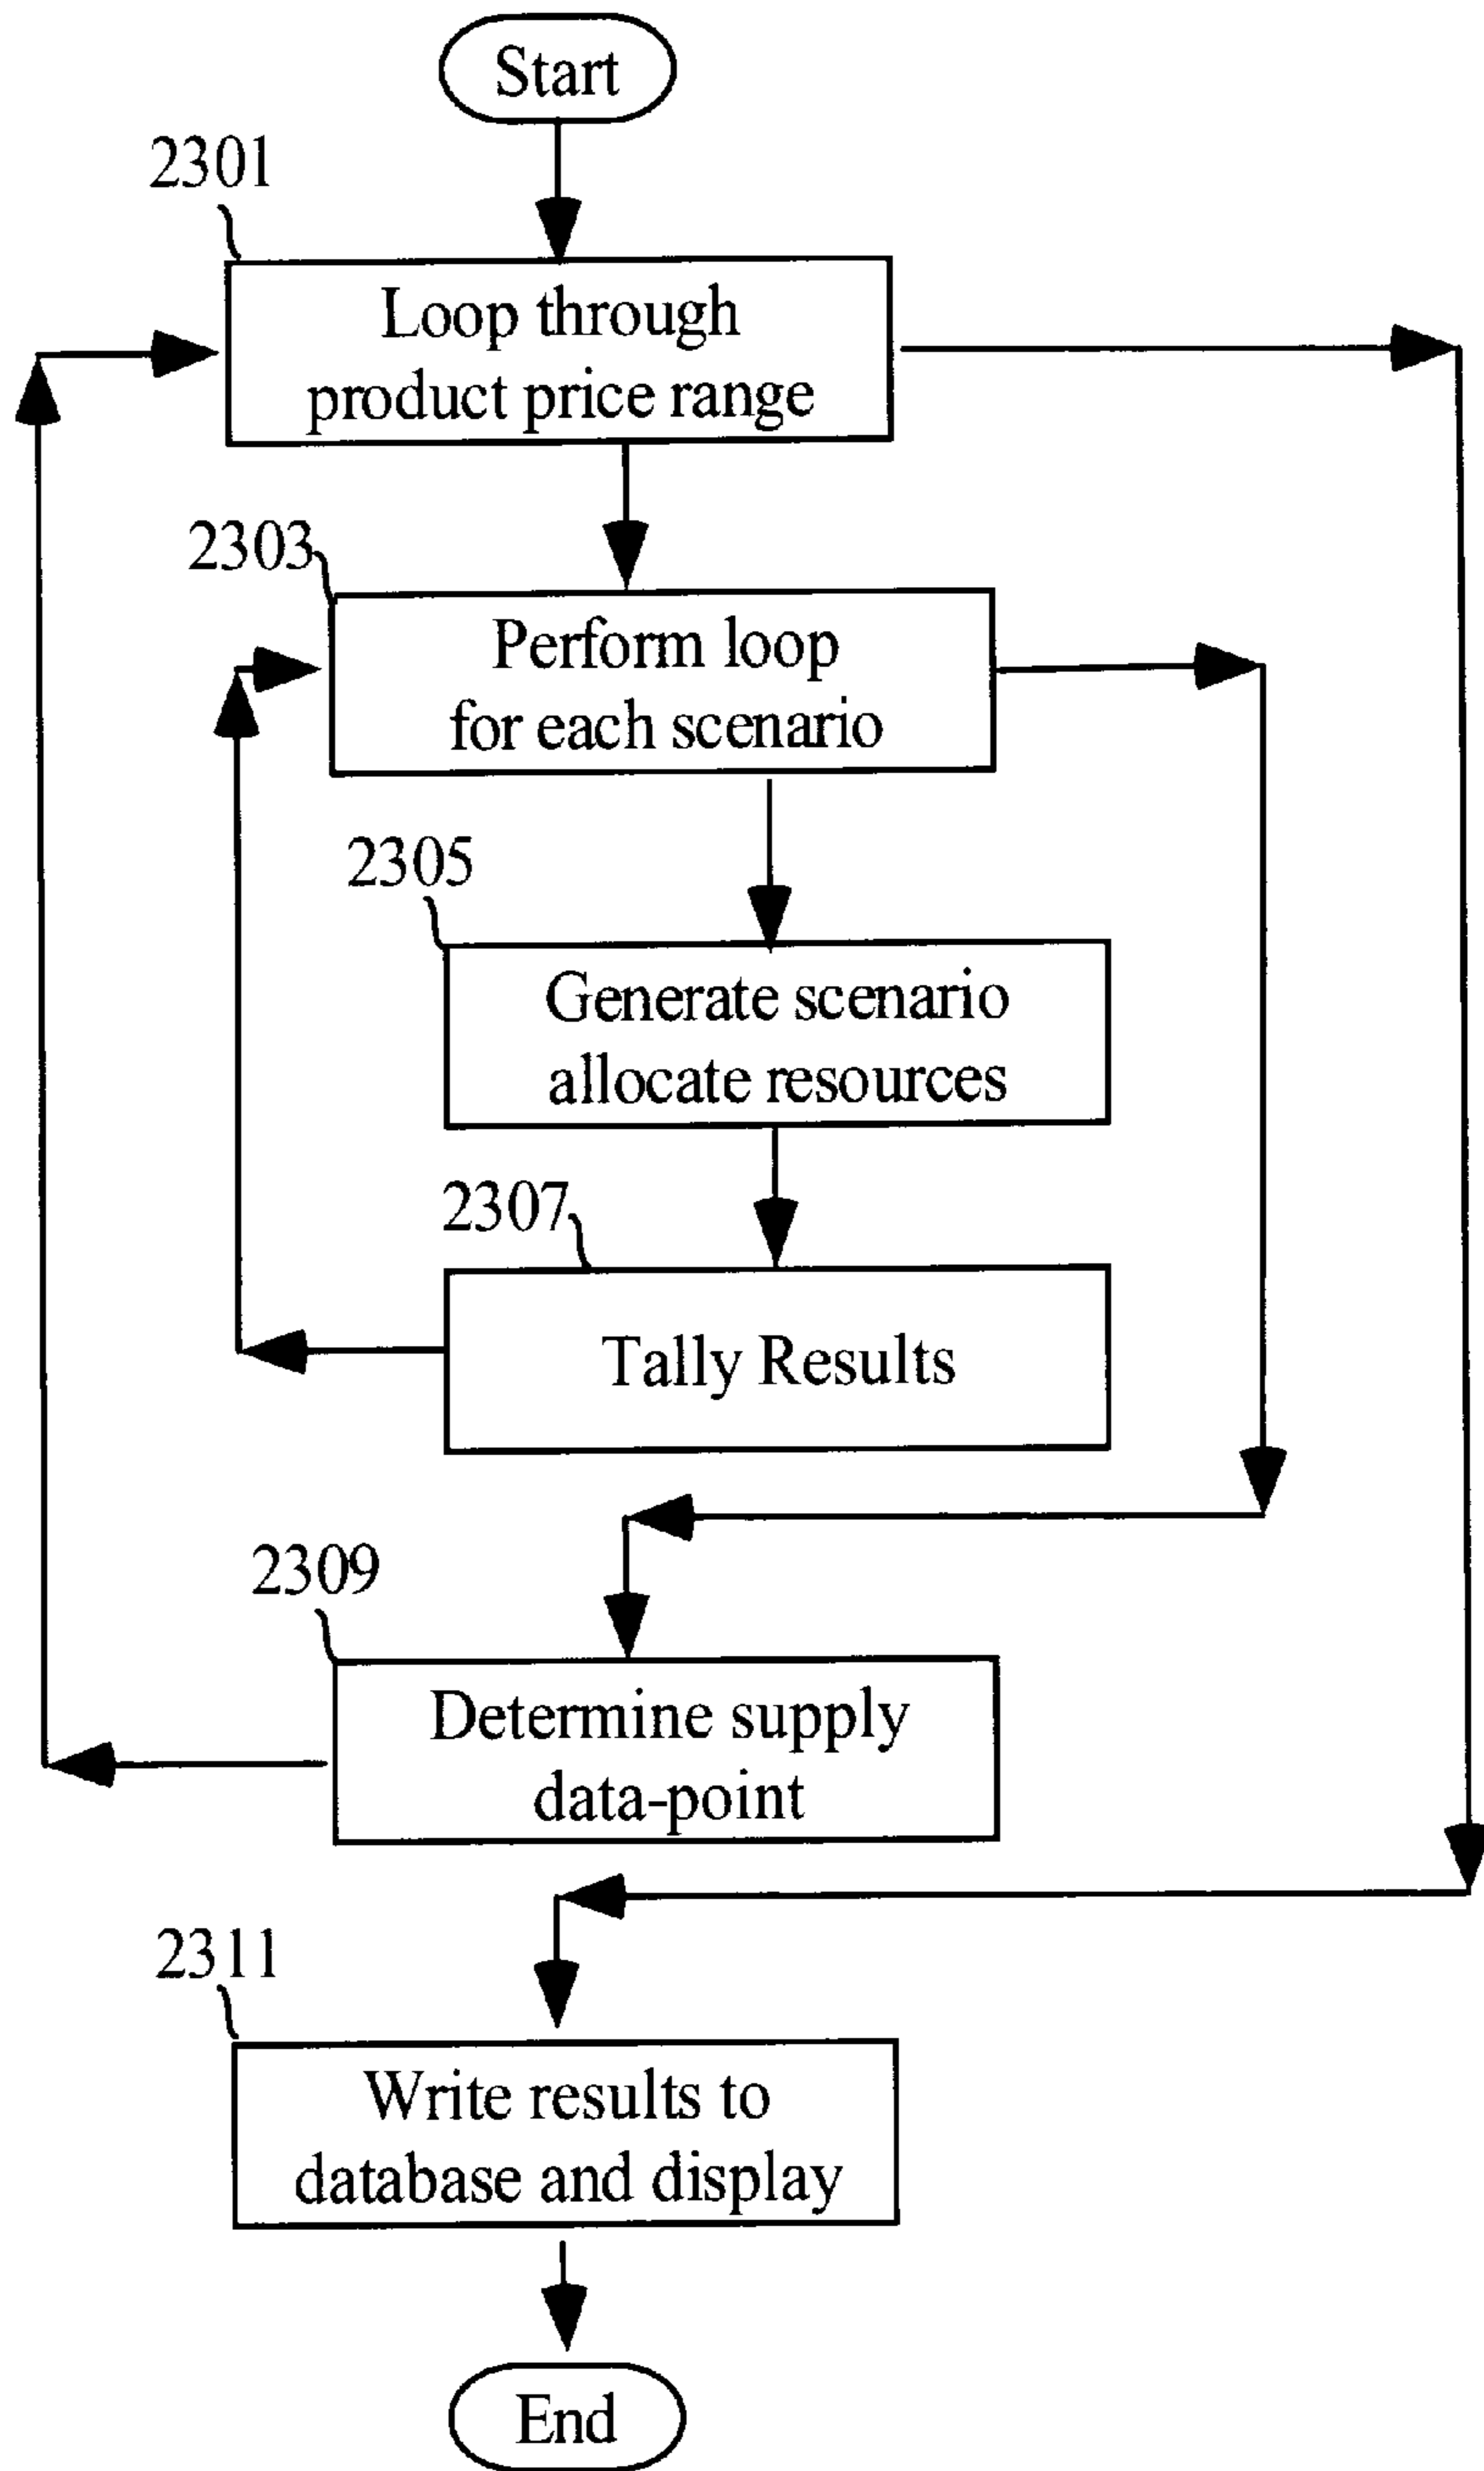 Start
2301
Loop through
product price range
2303
Perform loop
for each scenario
2305
Generate scenario
allocate resources
2307
Tally Results
2309
Determine supply
data-point
2311
Write results to
database and display
End